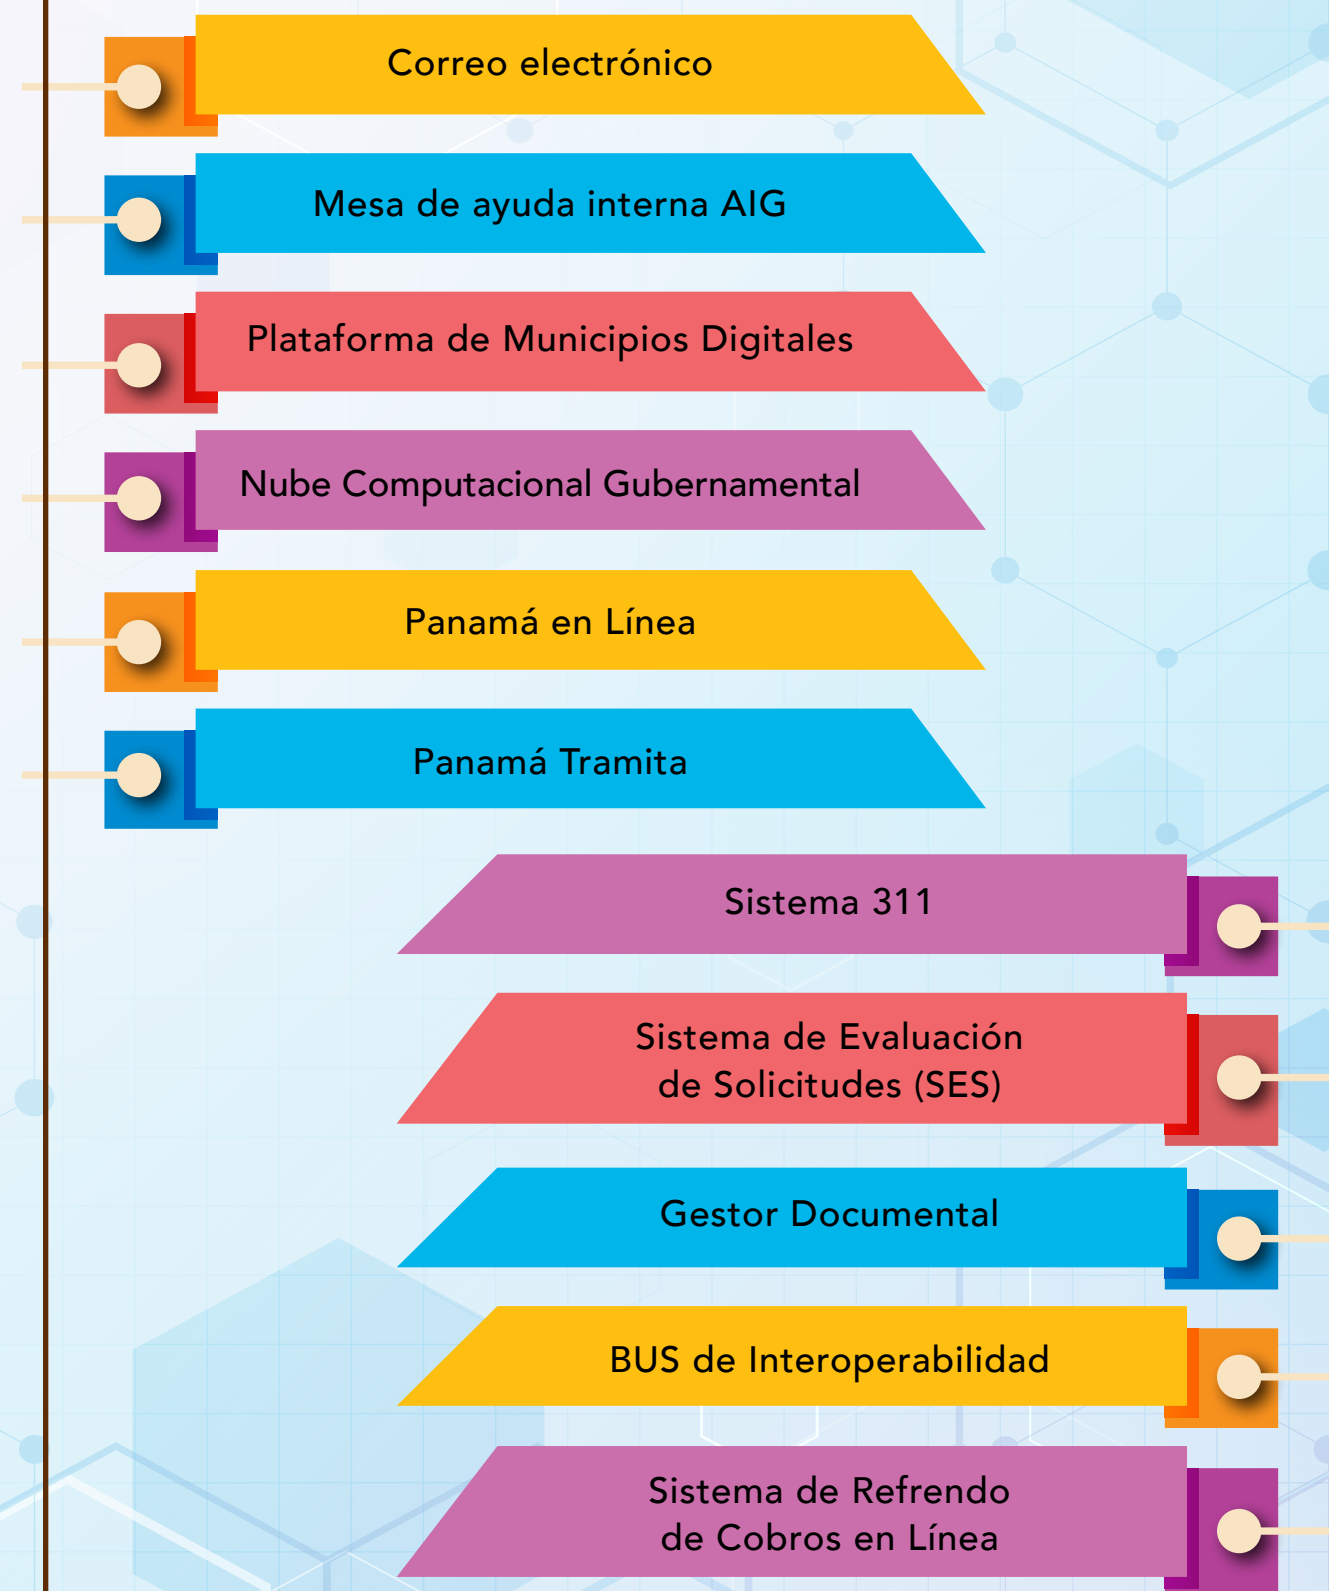 Correo electrónico
Mesa de ayuda interna AIG
Plataforma de Municipios Digitales
Nube Computacional Gubernamental
Panamá en Línea
Panamá Tramita
Sistema 311
Sistema de Evaluación
de Solicitudes (SES)
Gestor Documental
BUS de Interoperabilidad
Sistema de Refrendo
de Cobros en Línea